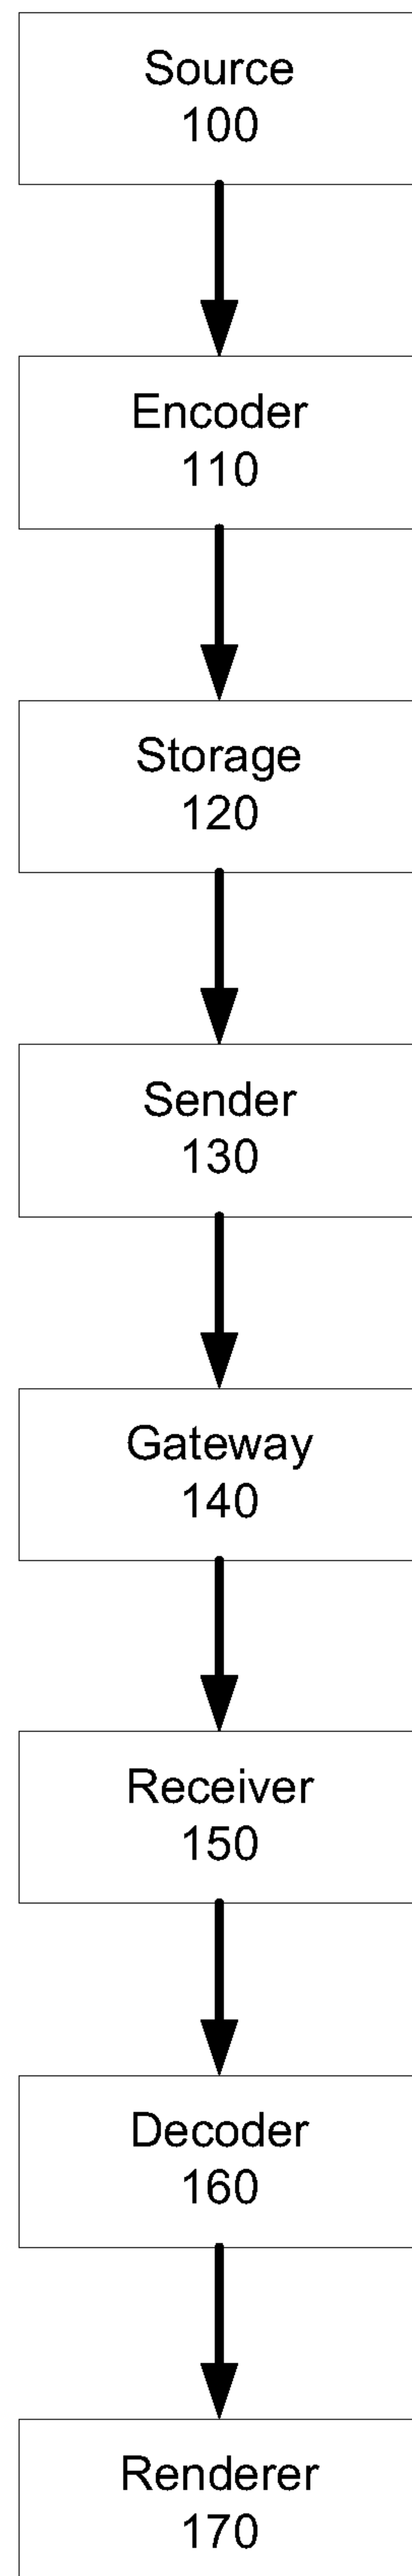 Source
100
Encoder
110
Storage
120
Sender
130
Gateway
140
Receiver
150
Decoder
160
Renderer
170